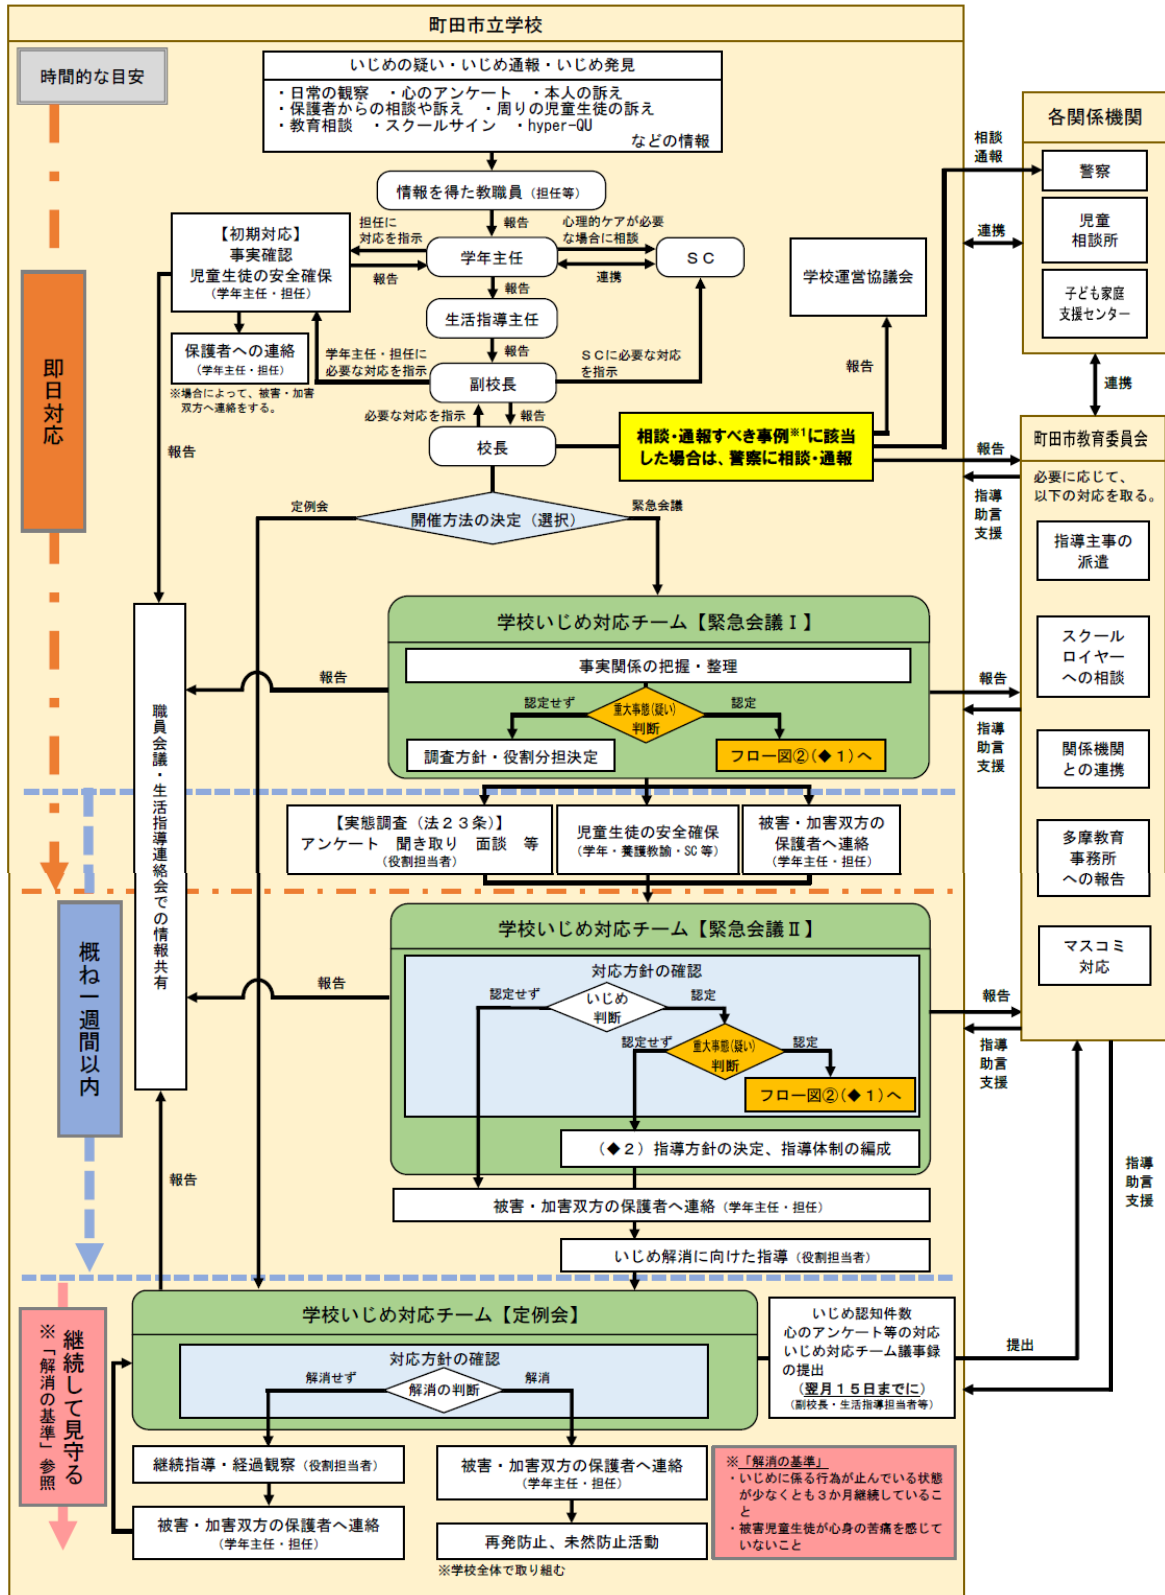 町田市立学校
時間的な目安
いじめの疑い・いじめ通報・いじめ発見
・日常の観察　・心のアンケート　・本人の訴え
・保護者からの相談や訴え　・周りの児童生徒の訴え
・教育相談　・スクールサイン　・hyper-QU
などの情報
情報を得た教職員（担任等）
報告
担任に
対応を指示
心理的ケアが必要
な場合に相談
【初期対応】
事実確認
児童生徒の安全確保
（学年主任・担任）
報告
学年主任
連携
ＳＣ
報告
生活指導主任
保護者への連絡
（学年主任・担任）
※場合によって、被害・加害
双方へ連絡をする。
学年主任・担任に
必要な対応を指示
報告
ＳＣに必要な対応
を指示
副校長
必要な対応を指示
報告
校長
相談・通報すべき事例※1に該当
した場合は、警察に相談・通報
学校運営協議会
報告
相談
通報
連携
各関係機関
警察
児童
相談所
子ども家庭
支援センター
連携
即日対応
報告
定例会
開催方法の決定（選択）
緊急会議
報告
指導
助言
支援
町田市教育委員会
必要に応じて、
以下の対応を取る。
指導主事の
派遣
スクール
ロイヤー
への相談
関係機関
との連携
多摩教育
事務所
への報告
マスコミ
対応
学校いじめ対応チーム【緊急会議Ⅰ】
事実関係の把握・整理
認定せず
重大事態(疑い)
判断
認定
調査方針・役割分担決定
フロー図②(◆１)へ
報告
報告
指導
助言
支援
職員会議・生活指導連絡会での情報共有
【実態調査（法２３条）】
アンケート　聞き取り　面談　等
（役割担当者）
児童生徒の安全確保
（学年・養護教諭・SC 等）
被害・加害双方の
保護者へ連絡
（学年主任・担任）
概ね一週間以内
学校いじめ対応チーム【緊急会議Ⅱ】
対応方針の確認
認定せず
いじめ
判断
認定
認定せず
重大事態(疑い)
判断
認定
フロー図②(◆１)へ
（◆２）指導方針の決定、指導体制の編成
報告
報告
指導
助言
支援
被害・加害双方の保護者へ連絡（学年主任・担任）
いじめ解消に向けた指導（役割担当者）
報告
指導
助言
支援
継続して見守る
※「解消の基準」参照
学校いじめ対応チーム【定例会】
対応方針の確認
解消せず
解消の判断
解消
いじめ認知件数
心のアンケート等の対応
いじめ対応チーム議事録
の提出
（翌月１５日までに）
（副校長・生活指導担当者等）
提出
継続指導・経過観察（役割担当者）
被害・加害双方の保護者へ連絡
（学年主任・担任）
被害・加害双方の保護者へ連絡
（学年主任・担任）
再発防止、未然防止活動
※学校全体で取り組む
※「解消の基準」
・いじめに係る行為が止んでいる状態
が少なくとも３か月継続しているこ
と
・被害児童生徒が心身の苦痛を感じて
いないこと